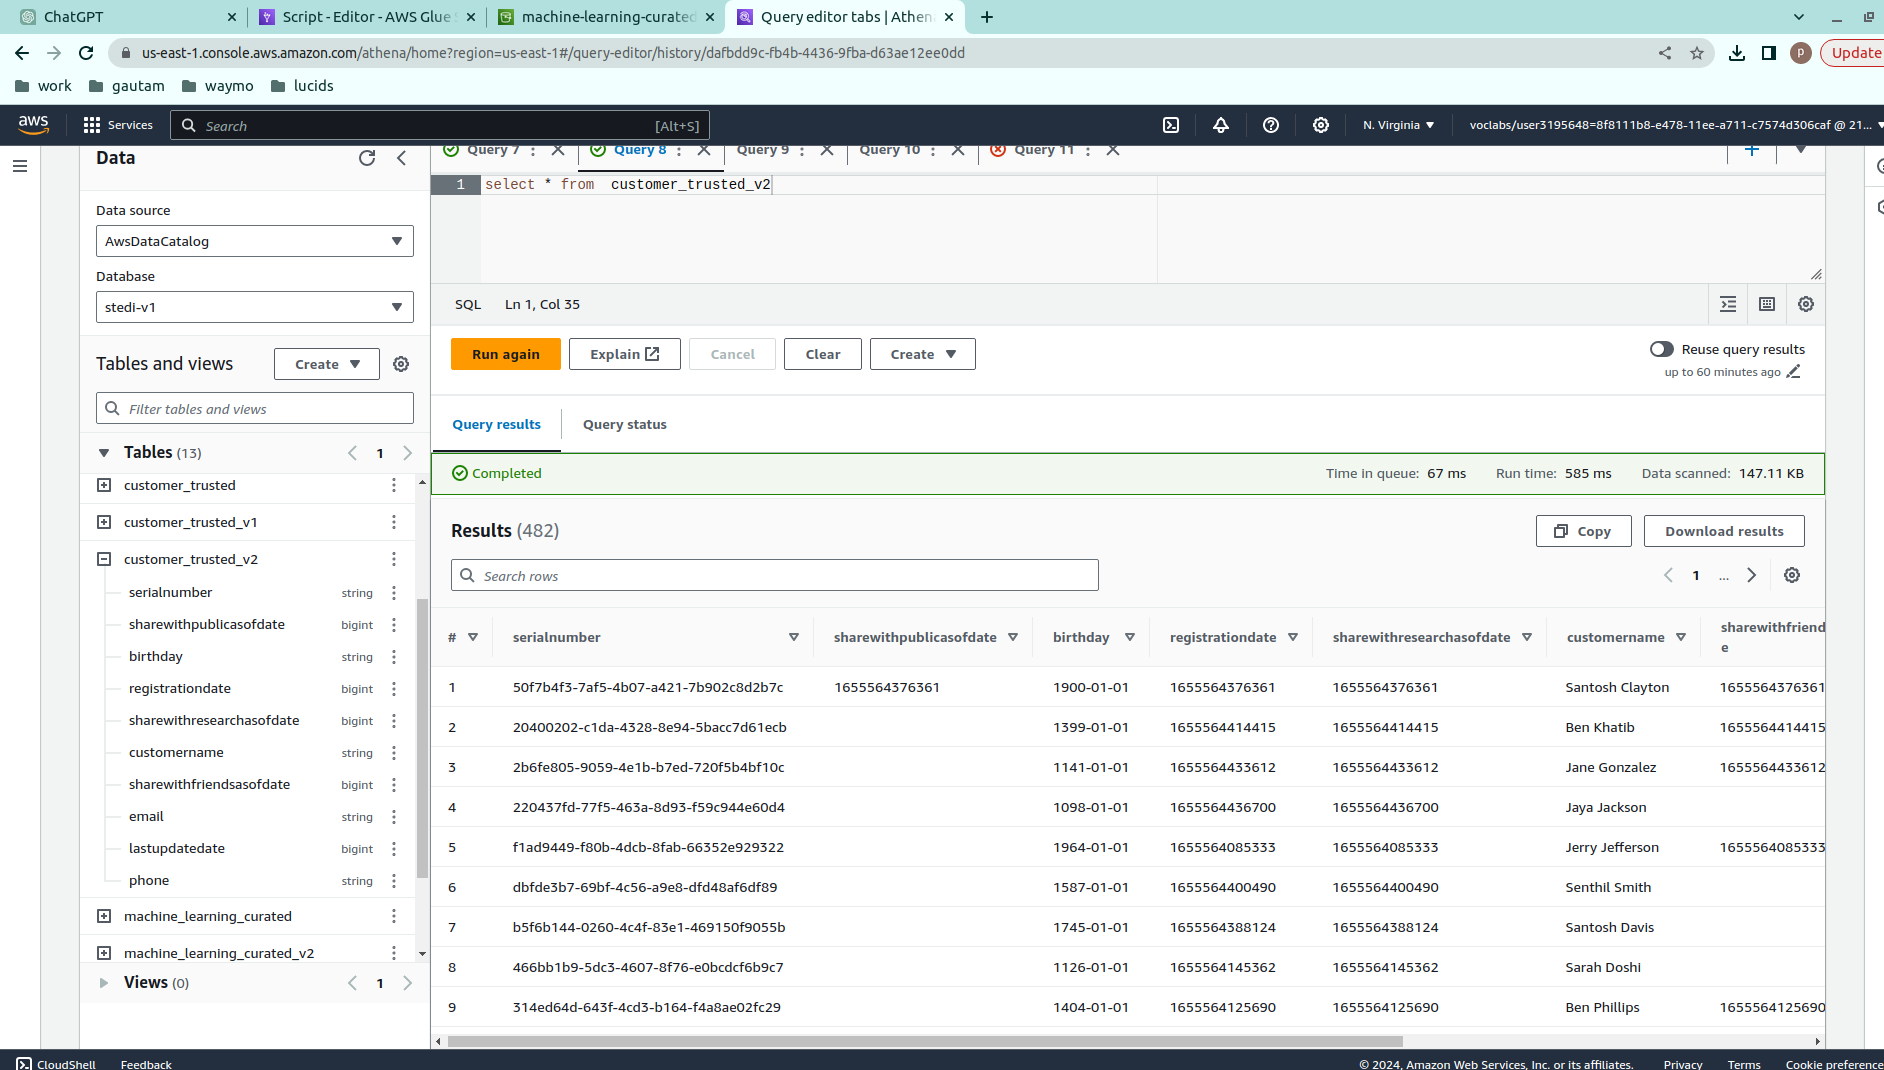 ChatGPT
Script - Editor - AWS Glue
machine-learning-curated
Query editor tabs | Athen
us-east-1.console.aws.amazon.com/athena/home?region=us-east-1#/query-editor/history/dafbdd9c-fb4b-4436-9fba-d63ae12ee0dd
P
Update
work
gautam
waymo
lucids
aws
Services
Search
[Alt+S]
N. Virginia
voclabs/user3195648=8f8111b8-e478-11ee-a711-c7574d306caf @ 21...
Data
Query 7
Query 8
Query 9
Query 10
Query 11
1 select * from customer_trusted_v2
Data source
AwsDataCatalog
Database
stedi-v1
SQL Ln 1, Col 35
Tables and views
Create
Run again
Explain
Cancel
Clear
Create
Reuse query results
up to 60 minutes ago
Filter tables and views
Query results
Query status
Tables (13)
1
Completed
Time in queue: 67 ms Run time: 585 ms Data scanned: 147.11 KB
customer_trusted
customer_trusted_v1
customer_trusted_v2
serialnumber string
sharewithpublicasofdate bigint
birthday string
registrationdate bigint
sharewithresearchasofdate bigint
customername string
sharewithfriendsasofdate bigint
email string
lastupdatedate bigint
phone string
machine_learning_curated
machine_learning_curated_v2
Views (0)
1
Results (482)
Copy
Download results
Search rows
1 ...
# serialnumber sharewithpublicasofdate birthday registrationdate sharewithresearchasofdate customername sharewithfriend
e
1 50f7b4f3-7af5-4b07-a421-7b902c8d2b7c 1655564376361 1900-01-01 1655564376361 1655564376361 Santosh Clayton 1655564376361
2 20400202-c1da-4328-8e94-5bacc7d61ecb 1399-01-01 1655564414415 1655564414415 Ben Khatib 1655564414415
3 2b6fe805-9059-4e1b-b7ed-720f5b4bf10c 1141-01-01 1655564433612 1655564433612 Jane Gonzalez 1655564433612
4 220437fd-77f5-463a-8d93-f59c944e60d4 1098-01-01 1655564436700 1655564436700 Jaya Jackson
5 f1ad9449-f80b-4dcb-8fab-66352e929322 1964-01-01 1655564085333 1655564085333 Jerry Jefferson 1655564085333
6 dbfde3b7-69bf-4c56-a9e8-dfd48af6df89 1587-01-01 1655564400490 1655564400490 Senthil Smith
7 b5f6b144-0260-4c4f-83e1-469150f9055b 1745-01-01 1655564388124 1655564388124 Santosh Davis
8 466bb1b9-5dc3-4607-8f76-e0bcdcf6b9c7 1126-01-01 1655564145362 1655564145362 Sarah Doshi
9 314ed64d-643f-4cd3-b164-f4a8ae02fc29 1404-01-01 1655564125690 1655564125690 Ben Phillips 1655564125690
CloudShell
Feedback
© 2024, Amazon Web Services, Inc. or its affiliates.
Privacy
Terms
Cookie preference